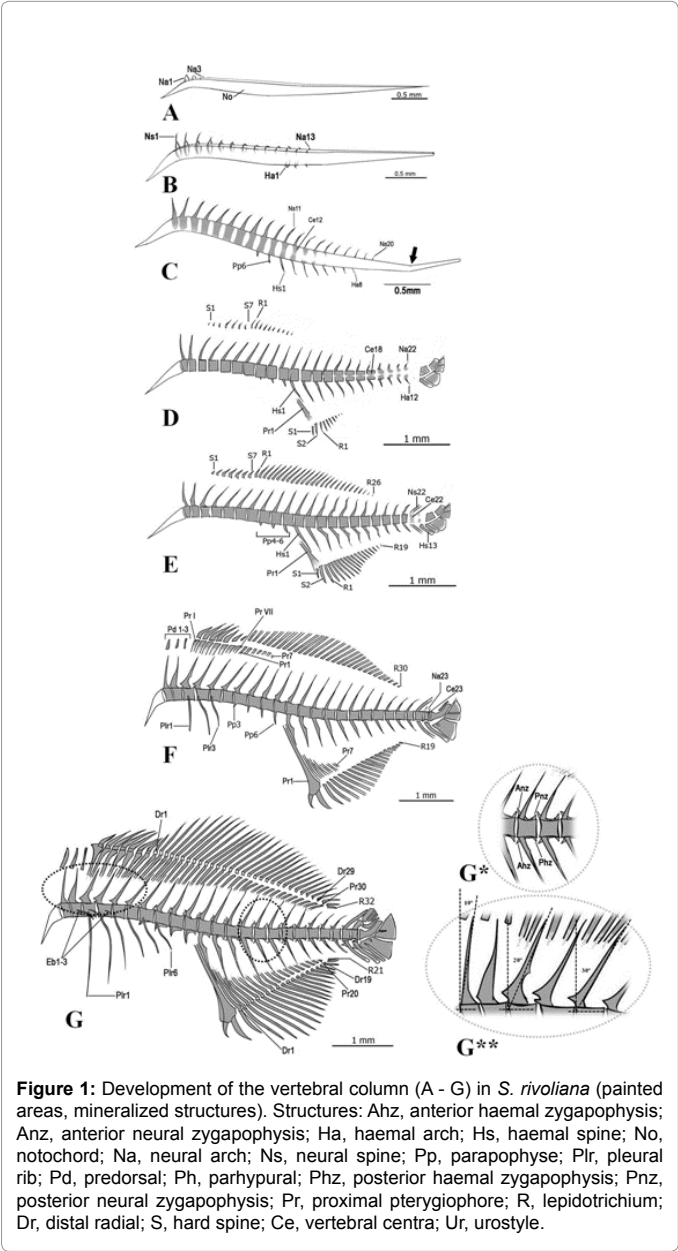 Na1
Na3
No
0.5 mm
A
Ns1
Na13
Ha1
0.5 mm
B
Ns11
Ce12
Na20
Pp6
Hs1
Ha8
0.5mm
C
S1
S7
R1
Ce18
Na22
Hs1
Ha12
Pr1
S1
S2
R1
1 mm
D
S1
S7
R1
R26
Ns22
Ce22
Pp4-6
Hs1
Hs13
R19
Pr1
S1
S2
R1
1 mm
E
Pr I
Pr VII
Pd 1-3
Pr7
Pr1
R30
Na23
Ce23
Plr1
Plr3
Pp3
Pp6
Pr7
R19
Pr1
1 mm
F
Dr1
Dr29
Pr30
R32
Eb1-3
Plr6
Plr1
R21
Dr19
Pr20
Dr1
1 mm
G
Anz
Pnz
Ahz
Phz
G*
10°
20°
30°
G**
Figure 1: Development of the vertebral column (A - G) in S. rivoliana (painted
areas, mineralized structures). Structures: Ahz, anterior haemal zygapophysis;
Anz, anterior neural zygapophysis; Ha, haemal arch; Hs, haemal spine; No,
notochord; Na, neural arch; Ns, neural spine; Pp, parapophyse; Plr, pleural
rib; Pd, predorsal; Ph, parhypural; Phz, posterior haemal zygapophysis; Pnz,
posterior neural zygapophysis; Pr, proximal pterygiophore; R, lepidotrichium;
Dr, distal radial; S, hard spine; Ce, vertebral centra; Ur, urostyle.